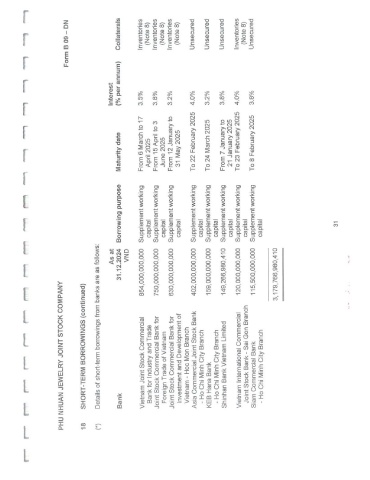 PHU NHUAN JEWELRY JOINT STOCK COMPANY
Form B 09 – DN
18 SHORT-TERM BORROWINGS (continued)
(*) Details of short-term borrowings from banks are as follows:
Bank As at 31.12.2024 VND Borrowing purpose Maturity date Interest (% per annum) Collaterals
Vietnam Joint Stock Commercial 854,000,000,000 Supplement working From 6 March to 17 3.5% Inventories
Bank for Industry and Trade capital April 2025 (Note 8)
Joint Stock Commercial Bank for 750,000,000,000 Supplement working From 15 April to 3 3.8% Inventories
Foreign Trade of Vietnam capital June 2025 (Note 8)
Joint Stock Commercial Bank for 630,000,000,000 Supplement working From 12 January to 3.2% Inventories
Investment and Development of capital 31 May 2025 (Note 8)
Vietnam - Hoc Mon Branch
Asia Commercial Joint Stock Bank 402,000,000,000 Supplement working To 22 February 2025 4.0% Unsecured
- Ho Chi Minh City Branch capital
KEB Hana Bank 159,000,000,000 Supplement working To 24 March 2025 3.2% Unsecured
- Ho Chi Minh City Branch capital
Shinhan Bank Vietnam Limited 149,266,980,410 Supplement working From 7 January to 3.8% Unsecured
capital 21 January 2025
Vietnam International Commercial 120,000,000,000 Supplement working To 23 February 2025 4.0% Inventories
Joint Stock Bank - Sai Gon Branch capital (Note 8)
Siam Commercial Bank 115,500,000,000 Supplement working To 8 February 2025 3.8% Unsecured
- Ho Chi Minh City Branch capital
3,179,766,980,410
31